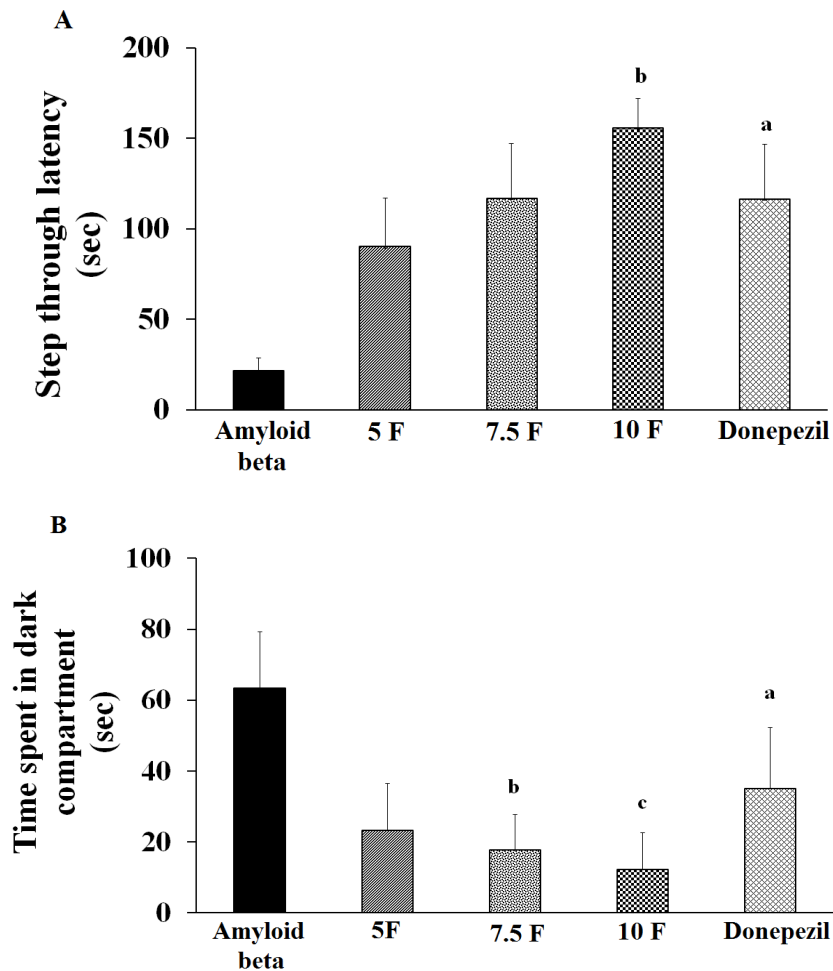 A
Step through latency
(sec)
200
150
100
50
0
b
a
Amyloid
beta
5 F
7.5 F
10 F
Donepezil
B
Time spent in dark
compartment
(sec)
100
80
60
40
20
0
b
c
a
Amyloid
beta
5F
7.5 F
10 F
Donepezil